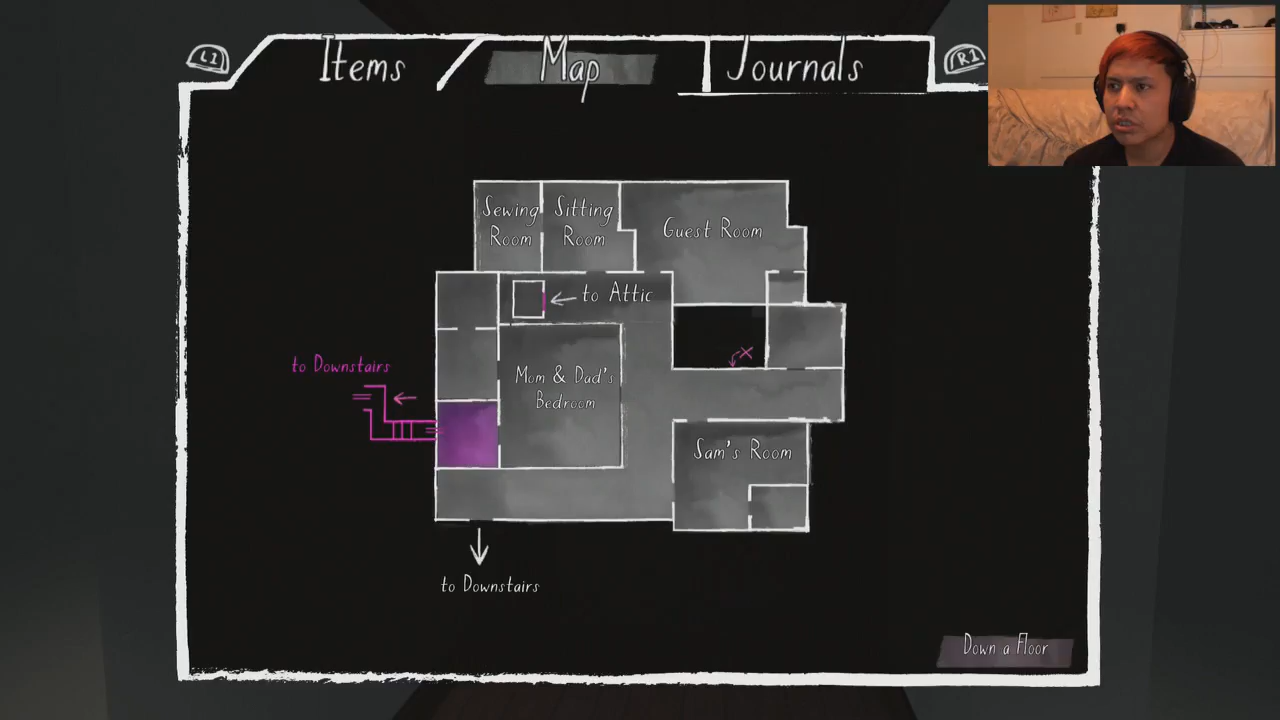 L1
Items
Map
Journals
R1
Sewing
Room
Sitting
Room
Guest Room
to Attic
to Downstairs
Mom & Dad's
Bedroom
X
Sam's Room
to Downstairs
Down a Floor